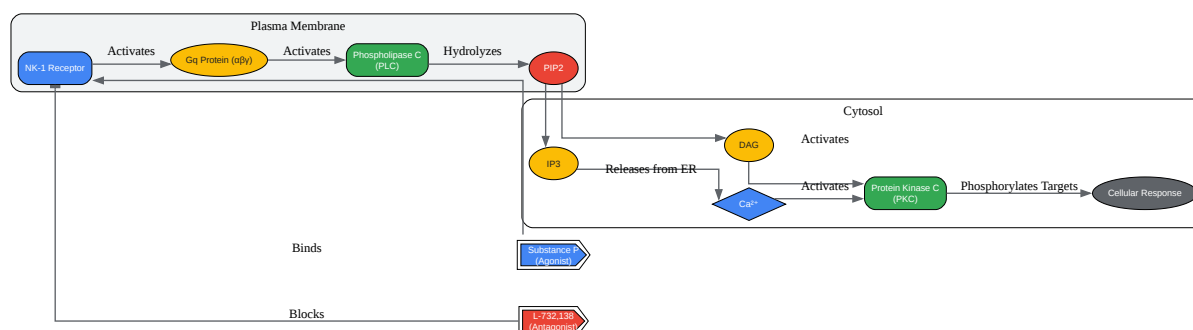 Plasma Membrane
Activates
Activates
Hydrolyzes
NK-1 Receptor
Gq Protein (αβγ)
Phospholipase C
(PLC)
PIP2
Cytosol
DAG
Activates
IP3
Releases from ER
Activates
Ca²⁺
Protein Kinase C
(PKC)
Phosphorylates Targets
Cellular Response
Binds
Substance P
(Agonist)
Blocks
L-732,138
(Antagonist)